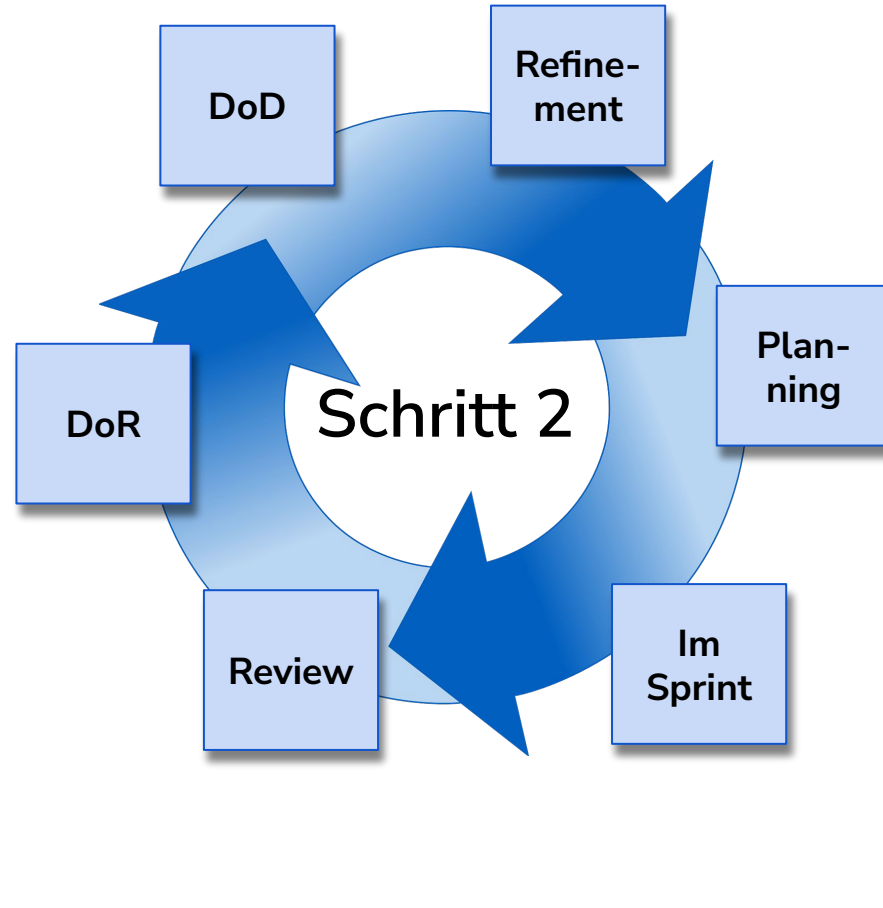 Refine-
ment
DoD
Plan-
ning
DoR
Schritt 2
Im
Sprint
Review